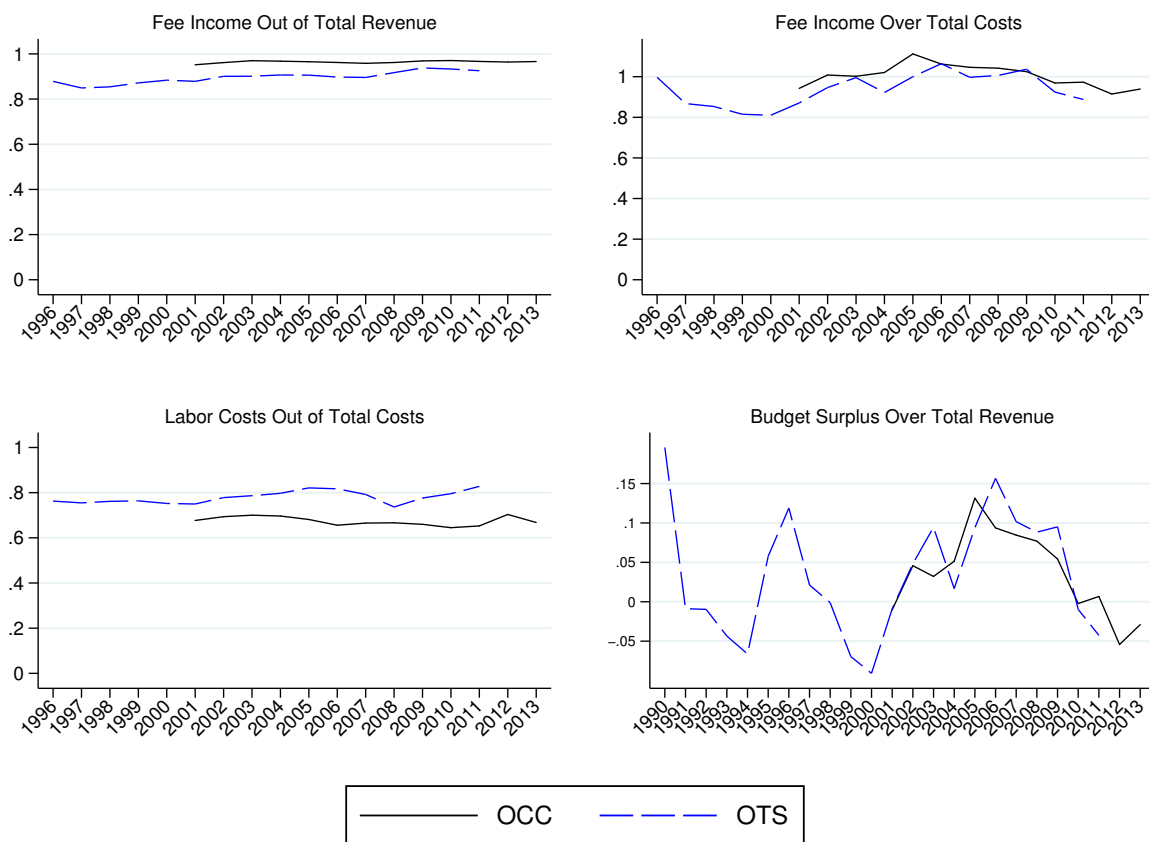 Fee Income Out of Total Revenue
1
.8
.6
.4
.2
0
1996 1997 1998 1999 2000 2001 2002 2003 2004 2005 2006 2007 2008 2009 2010 2011 2012 2013
Fee Income Over Total Costs
1
.8
.6
.4
.2
0
1996 1997 1998 1999 2000 2001 2002 2003 2004 2005 2006 2007 2008 2009 2010 2011 2012 2013
Labor Costs Out of Total Costs
1
.8
.6
.4
.2
0
1996 1997 1998 1999 2000 2001 2002 2003 2004 2005 2006 2007 2008 2009 2010 2011 2012 2013
Budget Surplus Over Total Revenue
.15
.1
.05
0
−.05
1990 1991 1992 1993 1994 1995 1996 1997 1998 1999 2000 2001 2002 2003 2004 2005 2006 2007 2008 2009 2010 2011 2012 2013
OCC OTS